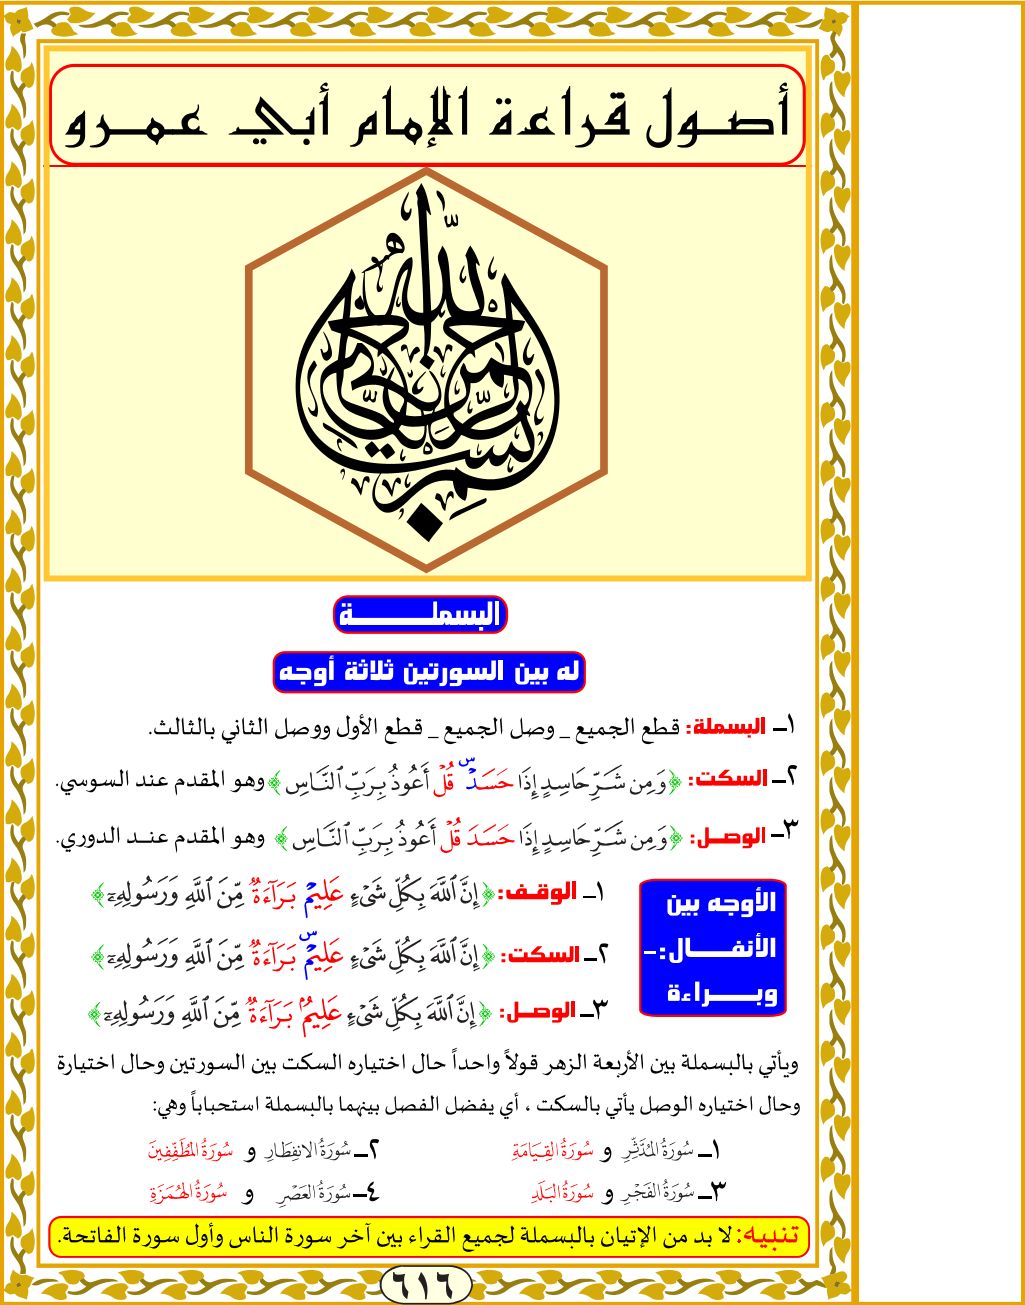 أصول قراءة الإمام أبي عمرو
بسم الله الرحمن الرحيم
البسملة
له بين السورتين ثلاثة أوجه
١ـ البسملة: قطع الجميع _ وصل الجميع _ قطع الأول ووصل الثاني بالثالث.
٢ـ السكت: ﴿وَمِن شَرِّ حَاسِدٍ إِذَا حَسَدَْ س قُلْ أَعُوذُ بِرَبِّ ٱلنَّاسِ﴾ وهو المقدم عند السوسي.
٣ـ الوصل: ﴿وَمِن شَرِّ حَاسِدٍ إِذَا حَسَدَ قُلْ أَعُوذُ بِرَبِّ ٱلنَّاسِ﴾ وهو المقدم عنـد الدوري.
الأوجه بين
الأنفـال:-
وبـراءة
١ـ الوقـف: ﴿إِنَّ ٱللَّهَ بِكُلِّ شَىْءٍ عَلِيمْ بَرَآءَةٌ مِّنَ ٱللَّهِ وَرَسُولِهِۦٓ﴾
٢ـ السكت: ﴿إِنَّ ٱللَّهَ بِكُلِّ شَىْءٍ عَلِيمْ س بَرَآءَةٌ مِّنَ ٱللَّهِ وَرَسُولِهِۦٓ﴾
٣ـ الوصـل: ﴿إِنَّ ٱللَّهَ بِكُلِّ شَىْءٍ عَلِيمُۢ بَرَآءَةٌ مِّنَ ٱللَّهِ وَرَسُولِهِۦٓ﴾
ويأتي بالبسملة بين الأربعة الزهر قولاً واحداً حال اختياره السكت بين السورتين وحال اختيارة
وحال اختياره الوصل يأتي بالسكت ، أي يفضل الفصل بينهما بالبسملة استحباباً وهي:
١ـ سُورَةُ المُدَّثِّرِ و سُورَةُ القِيَامَةِ ٢ـ سُورَةُ الانفِطَارِ و سُورَةُ المُطَفِّفِينَ
٣ـ سُورَةُ الفَجْرِ و سُورَةُ البَلَدِ ٤ـ سُورَةُ العَصْرِ و سُورَةُ الهُمَزَةِ
تنبيه: لا بد من الإتيان بالبسملة لجميع القراء بين آخر سورة الناس وأول سورة الفاتحة.
٦١٦